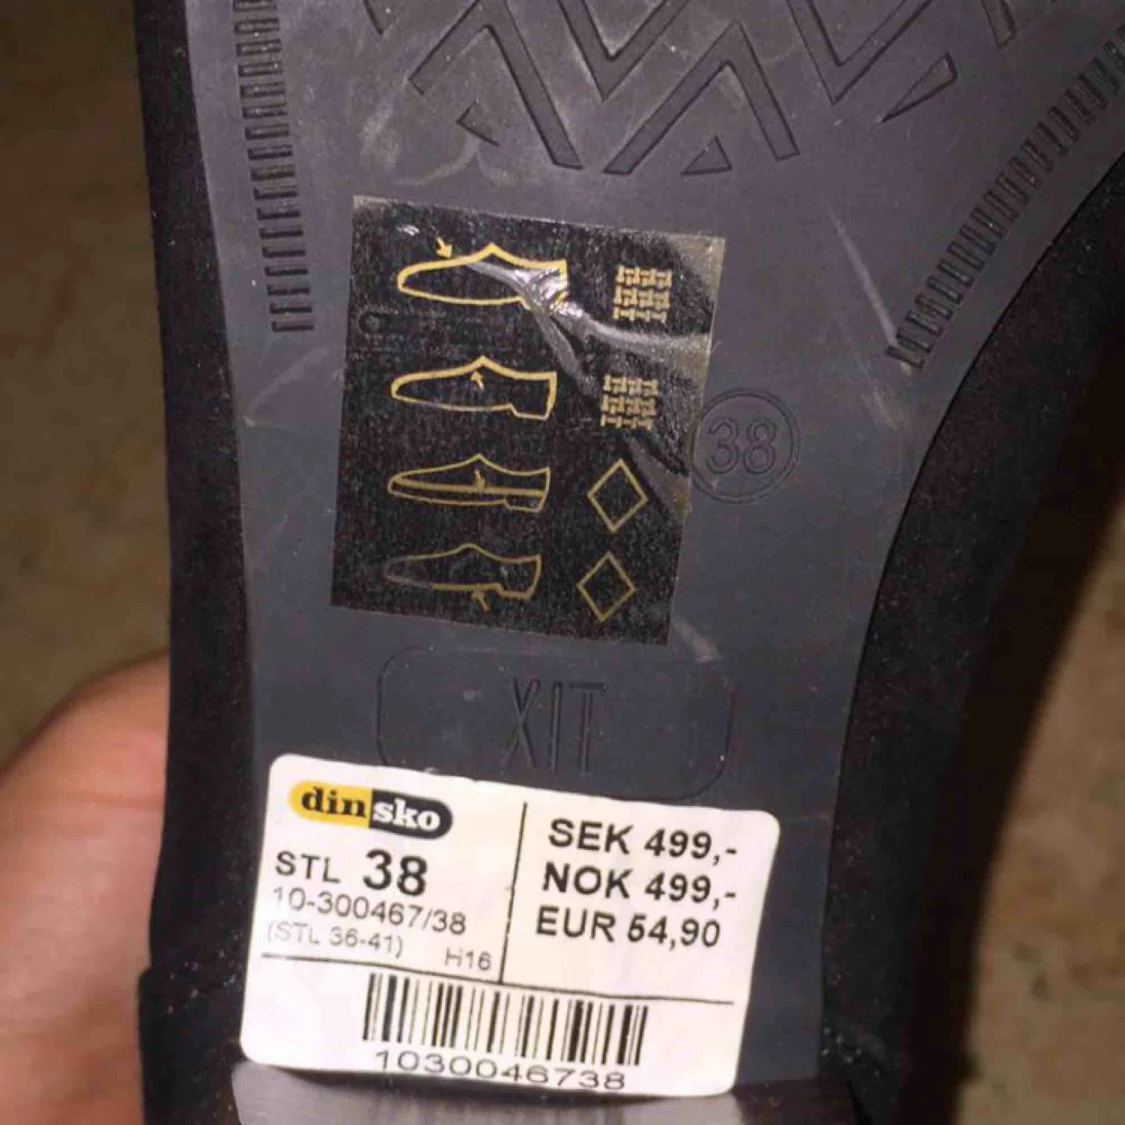 38
XIT
dinsko
STL 38
10-300467/38
(STL 36-41) H16
SEK 499,-
NOK 499,-
EUR 54,90
1030046738